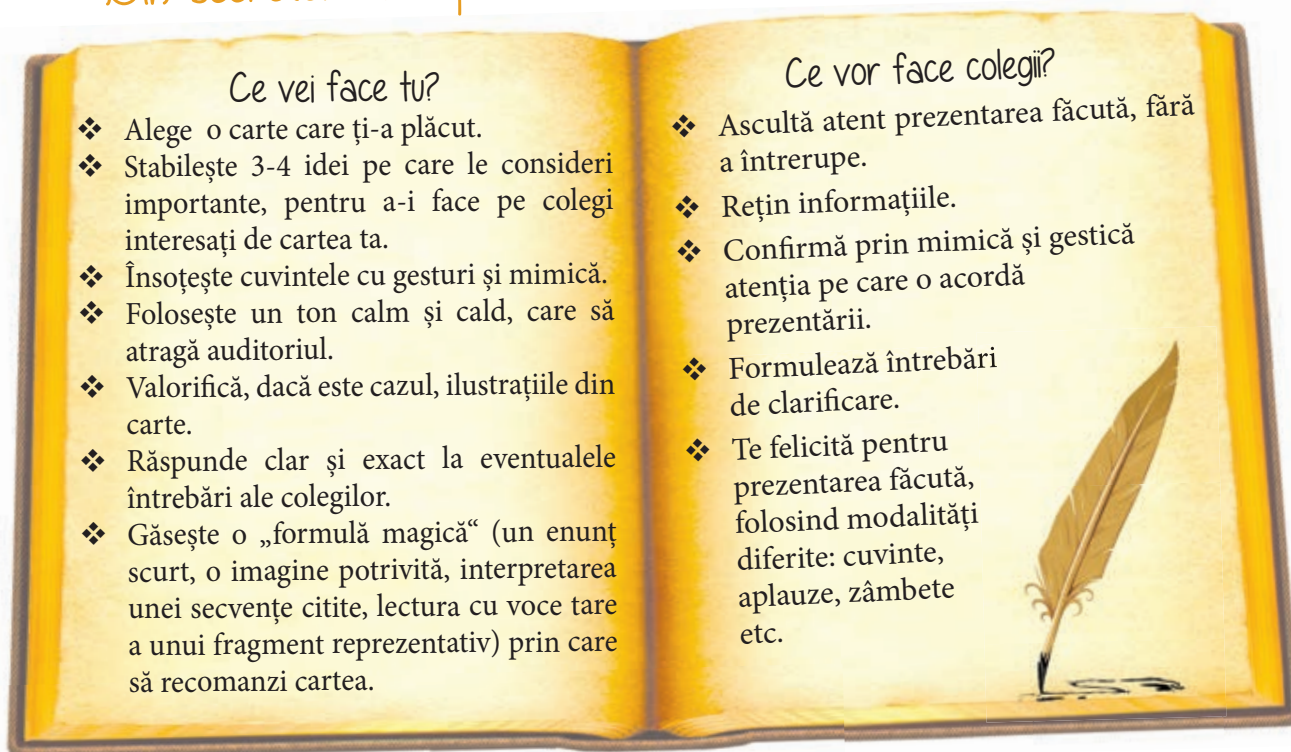 Ce vei face tu?
❖ Alege o carte care ți-a plăcut.
❖ Stabilește 3-4 idei pe care le consideri
importante, pentru a-i face pe colegi
interesați de cartea ta.
❖ Însoțește cuvintele cu gesturi și mimică.
❖ Folosește un ton calm și cald, care să
atragă auditoriul.
❖ Valorifică, dacă este cazul, ilustrațiile din
carte.
❖ Răspunde clar și exact la eventualele
întrebări ale colegilor.
❖ Găsește o „formulă magică“ (un enunț
scurt, o imagine potrivită, interpretarea
unei secvențe citite, lectura cu voce tare
a unui fragment reprezentativ) prin care
să recomanzi cartea.
Ce vor face colegii?
❖ Ascultă atent prezentarea făcută, fără
a întrerupe.
❖ Rețin informațiile.
❖ Confirmă prin mimică și gestică
atenția pe care o acordă
prezentării.
❖ Formulează întrebări
de clarificare.
❖ Te felicită pentru
prezentarea făcută,
folosind modalități
diferite: cuvinte,
aplauze, zâmbete
etc.